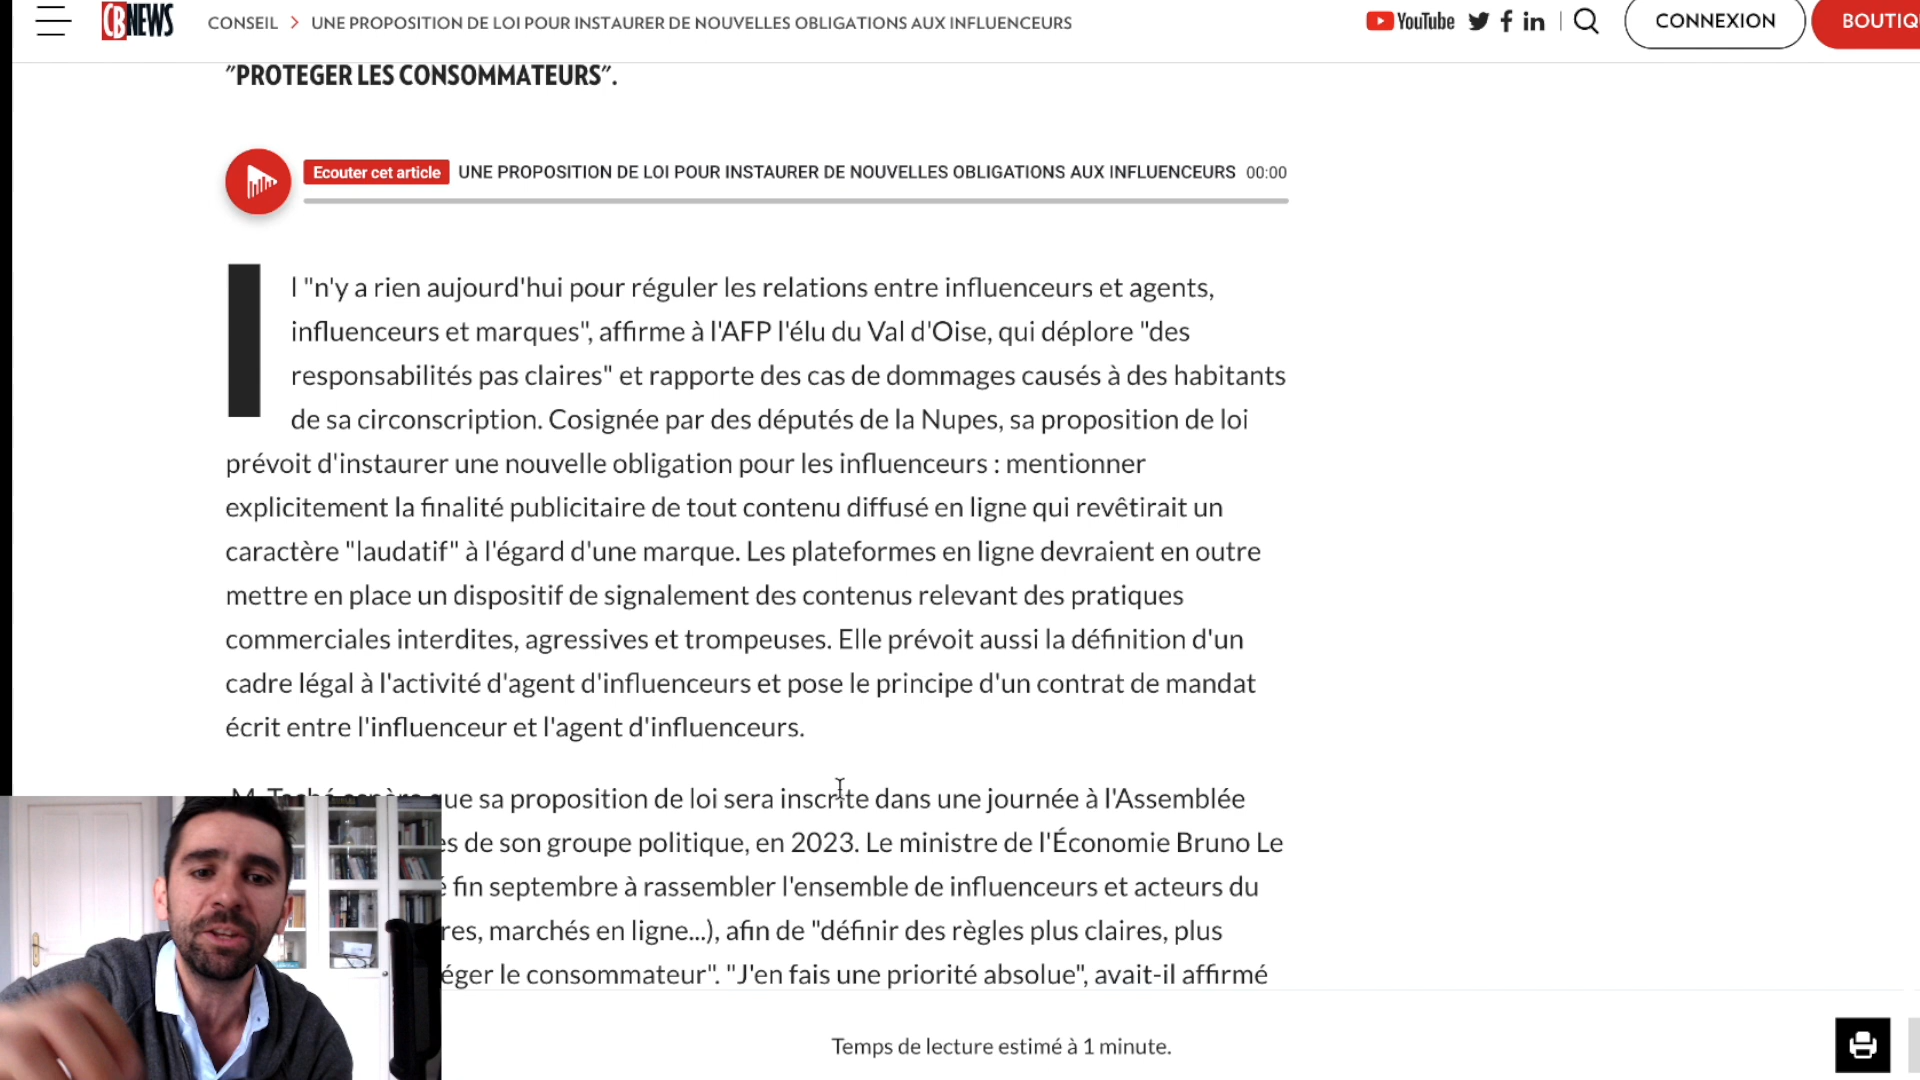 CBNEWS
CONSEIL > UNE PROPOSITION DE LOI POUR INSTAURER DE NOUVELLES OBLIGATIONS AUX INFLUENCEURS
YouTube
CONNEXION
BOUTIQ
"PROTEGER LES CONSOMMATEURS".
Ecouter cet article UNE PROPOSITION DE LOI POUR INSTAURER DE NOUVELLES OBLIGATIONS AUX INFLUENCEURS 00:00
Il "n'y a rien aujourd'hui pour réguler les relations entre influenceurs et agents,
influenceurs et marques", affirme à l'AFP l'élu du Val d'Oise, qui déplore "des
responsabilités pas claires" et rapporte des cas de dommages causés à des habitants
de sa circonscription. Cosignée par des députés de la Nupes, sa proposition de loi
prévoit d'instaurer une nouvelle obligation pour les influenceurs : mentionner
explicitement la finalité publicitaire de tout contenu diffusé en ligne qui revêtirait un
caractère "laudatif" à l'égard d'une marque. Les plateformes en ligne devraient en outre
mettre en place un dispositif de signalement des contenus relevant des pratiques
commerciales interdites, agressives et trompeuses. Elle prévoit aussi la définition d'un
cadre légal à l'activité d'agent d'influenceurs et pose le principe d'un contrat de mandat
écrit entre l'influenceur et l'agent d'influenceurs.
M. Taché espère que sa proposition de loi sera inscrite dans une journée à l'Assemblée
es de son groupe politique, en 2023. Le ministre de l'Économie Bruno Le
é fin septembre à rassembler l'ensemble de influenceurs et acteurs du
res, marchés en ligne...), afin de "définir des règles plus claires, plus
éger le consommateur". "J'en fais une priorité absolue", avait-il affirmé
Temps de lecture estimé à 1 minute.